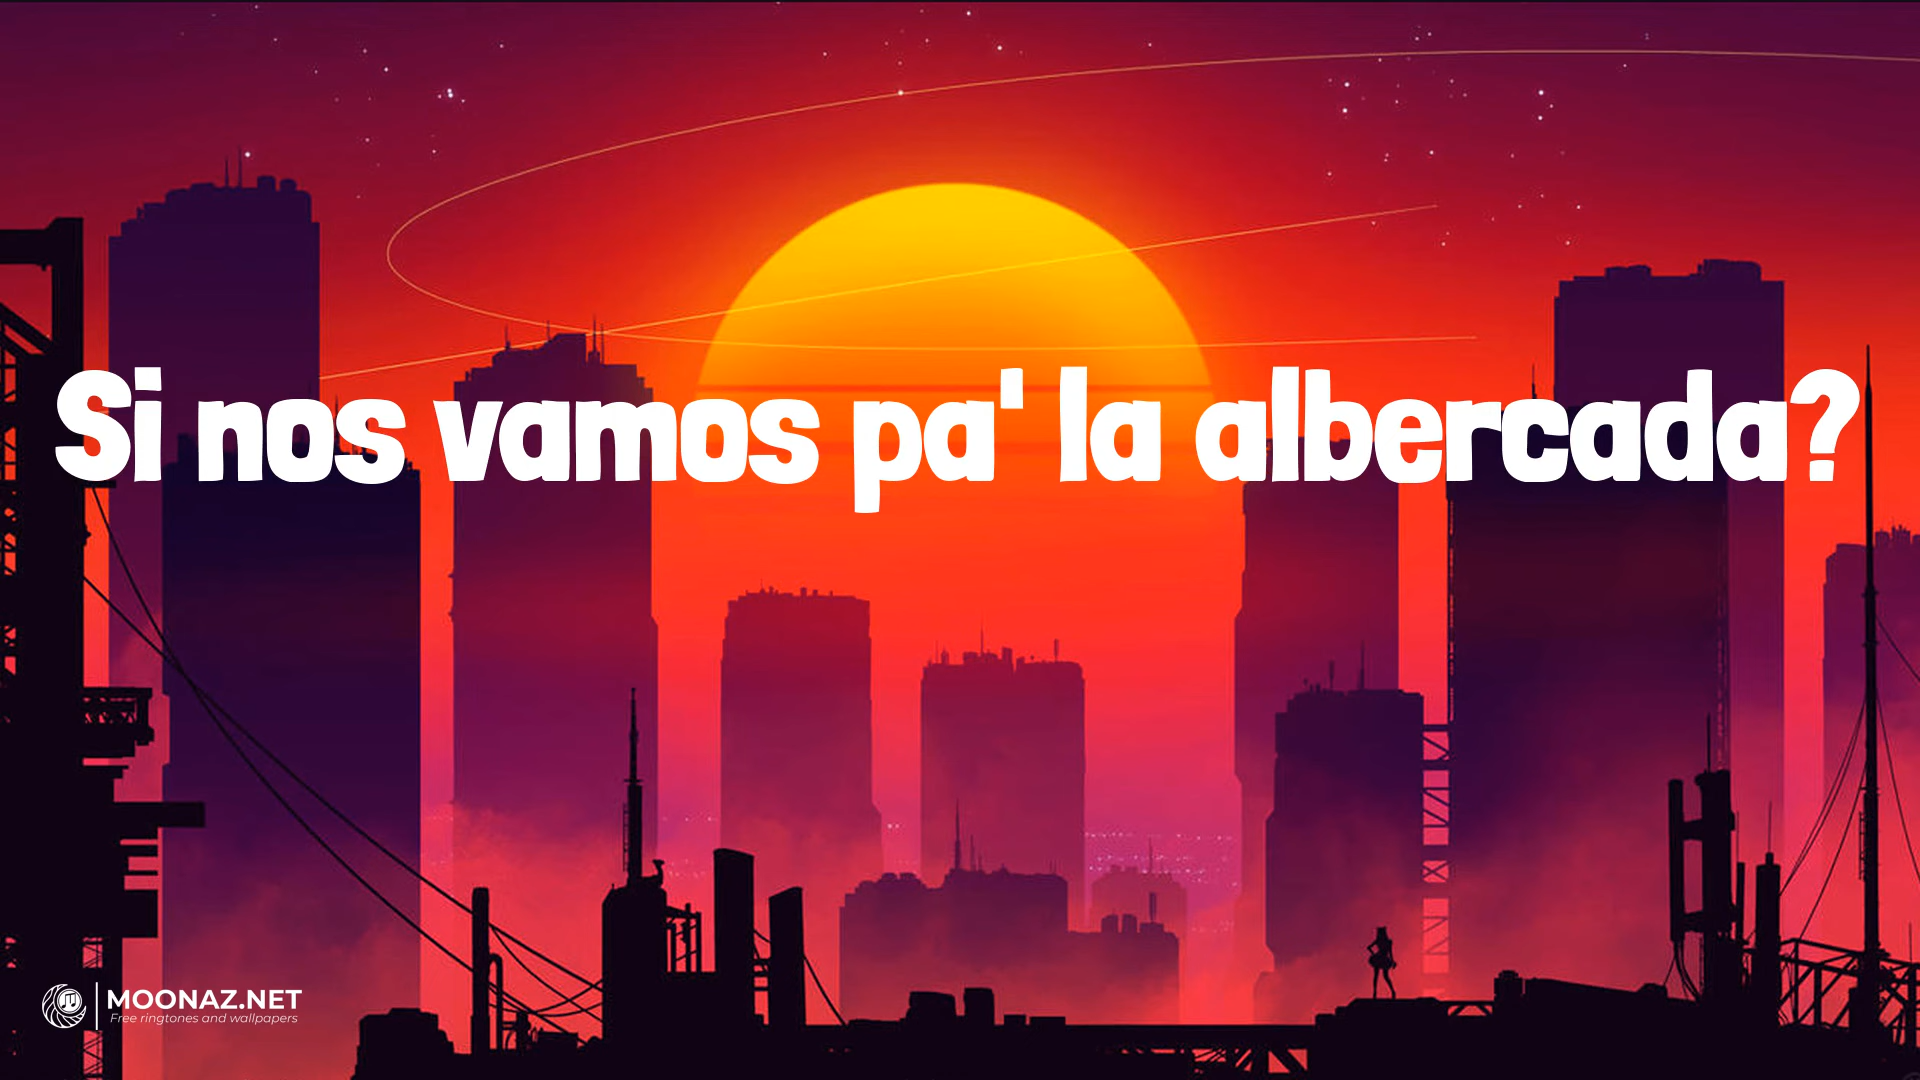 Si nos vamos pa' la albercada?
MOONAZ.NET
Free ringtones and wallpapers